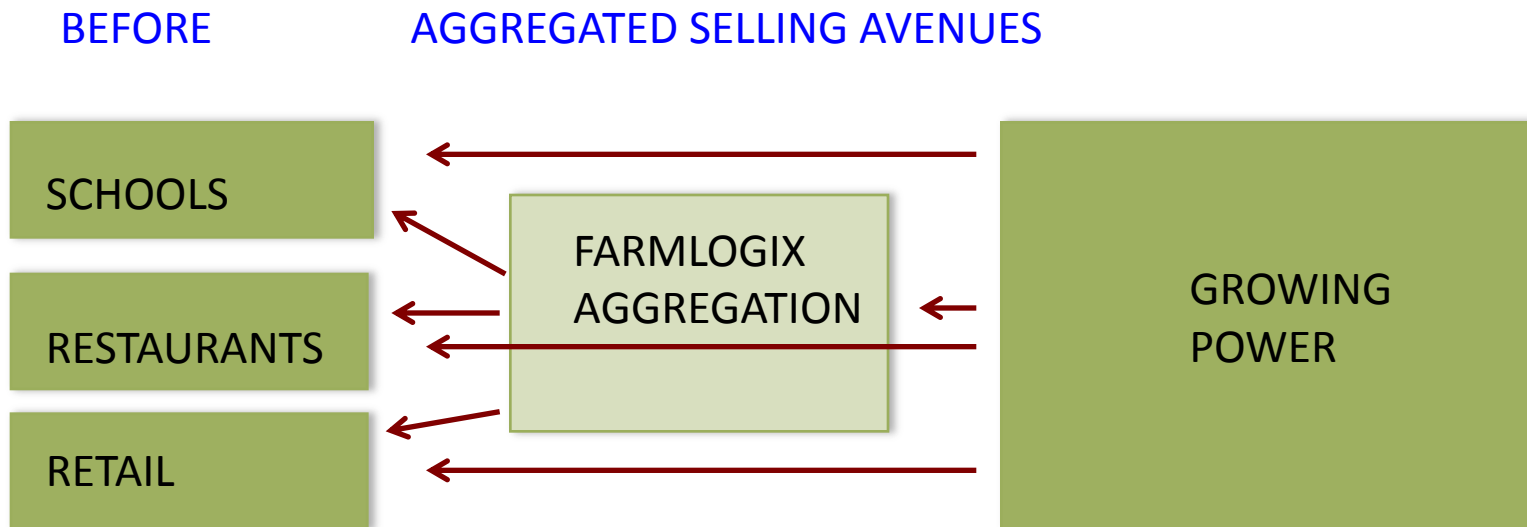 BEFORE
AGGREGATED SELLING AVENUES
SCHOOLS
RESTAURANTS
RETAIL
FARMLOGIX
AGGREGATION
GROWING
POWER